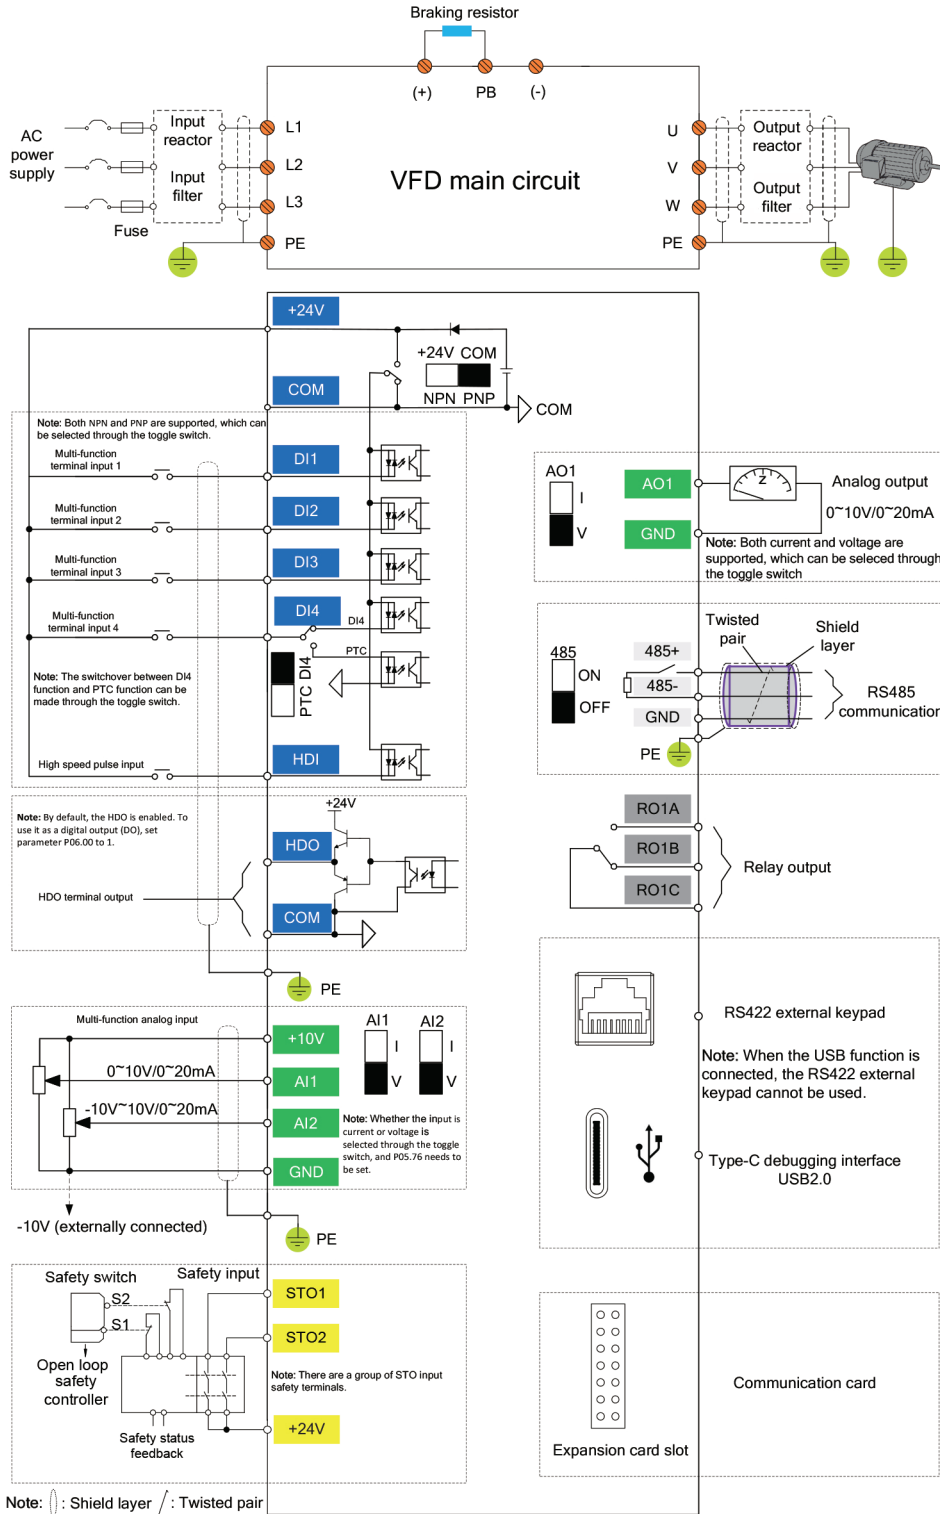 Braking resistor
(+)
PB
(-)
AC
power
supply
Input
reactor
Input
filter
Fuse
L1
L2
L3
PE
VFD main circuit
U
V
W
PE
Output
reactor
Output
filter
+24V
+24V COM
NPN PNP
COM
COM
Note: Both NPN and PNP are supported, which can
be selected through the toggle switch.
Multi-function
terminal input 1
DI1
Multi-function
terminal input 2
DI2
Multi-function
terminal input 3
DI3
Multi-function
terminal input 4
DI4
DI4
PTC
PTC DI4
Note: The switchover between DI4
function and PTC function can be
made through the toggle switch.
High speed pulse input
HDI
Note: By default, the HDO is enabled. To
use it as a digital output (DO), set
parameter P06.00 to 1.
+24V
HDO
HDO terminal output
COM
PE
Multi-function analog input
+10V
0~10V/0~20mA
AI1
-10V~10V/0~20mA
AI2
GND
AI1
I
V
AI2
I
V
Note: Whether the input is
current or voltage is
selected through the toggle
switch, and P05.76 needs to
be set.
-10V (externally connected)
PE
Safety switch
Safety input
S2
S1
STO1
STO2
Open loop
safety
controller
Note: There are a group of STO input
safety terminals.
+24V
Safety status
feedback
Note:
: Shield layer
: Twisted pair
AO1
I
V
AO1
GND
Z
Analog output
0~10V/0~20mA
Note: Both current and voltage are
supported, which can be seleced through
the toggle switch
485
ON
OFF
485+
485-
GND
PE
Twisted
pair
Shield
layer
RS485
communication
RO1A
RO1B
RO1C
Relay output
RS422 external keypad
Note: When the USB function is
connected, the RS422 external
keypad cannot be used.
Type-C debugging interface
USB2.0
Communication card
Expansion card slot